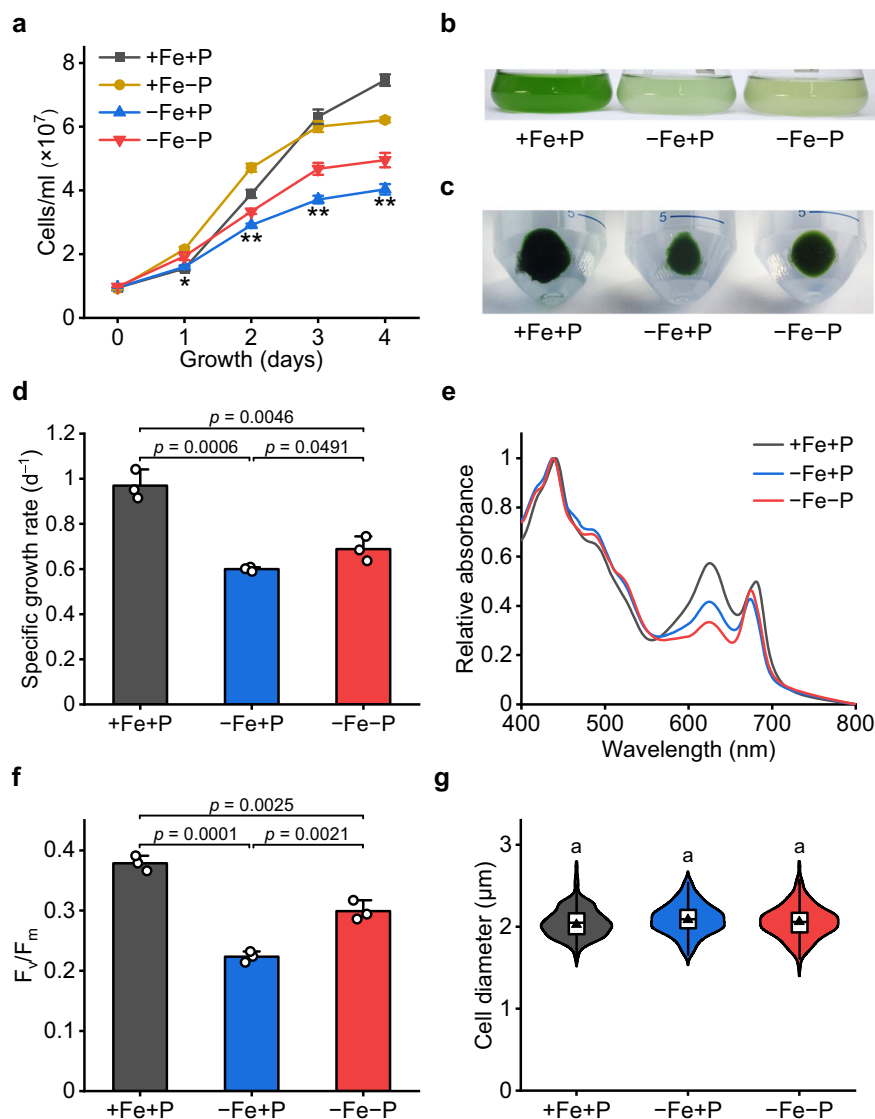 a
+Fe+P
+Fe−P
−Fe+P
−Fe−P
Cells/ml (×10⁷)
8
6
4
2
0
*
**
**
**
0 1 2 3 4
Growth (days)
b
+Fe+P −Fe+P −Fe−P
c
5 5 5
+Fe+P −Fe+P −Fe−P
d
p = 0.0046
p = 0.0006 p = 0.0491
Specific growth rate (d⁻¹)
1.2
1
0.8
0.6
0.4
0.2
0
+Fe+P −Fe+P −Fe−P
e
+Fe+P
−Fe+P
−Fe−P
Relative absorbance
1
0.8
0.6
0.4
0.2
0
400 500 600 700 800
Wavelength (nm)
f
p = 0.0025
p = 0.0001 p = 0.0021
Fᵥ/Fₘ
0.4
0.3
0.2
0.1
0
+Fe+P −Fe+P −Fe−P
g
a a a
Cell diameter (μm)
3
2
1
0
+Fe+P −Fe+P −Fe−P